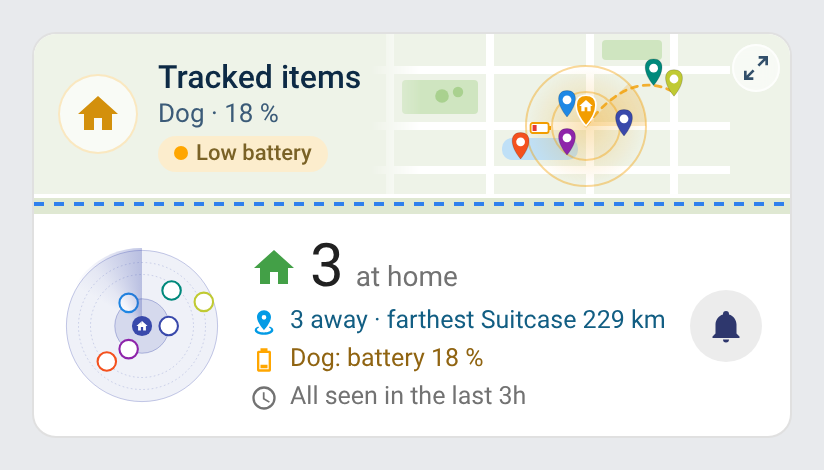 Tracked items
Dog · 18 %
Low battery
3 at home
3 away · farthest Suitcase 229 km
Dog: battery 18 %
All seen in the last 3h